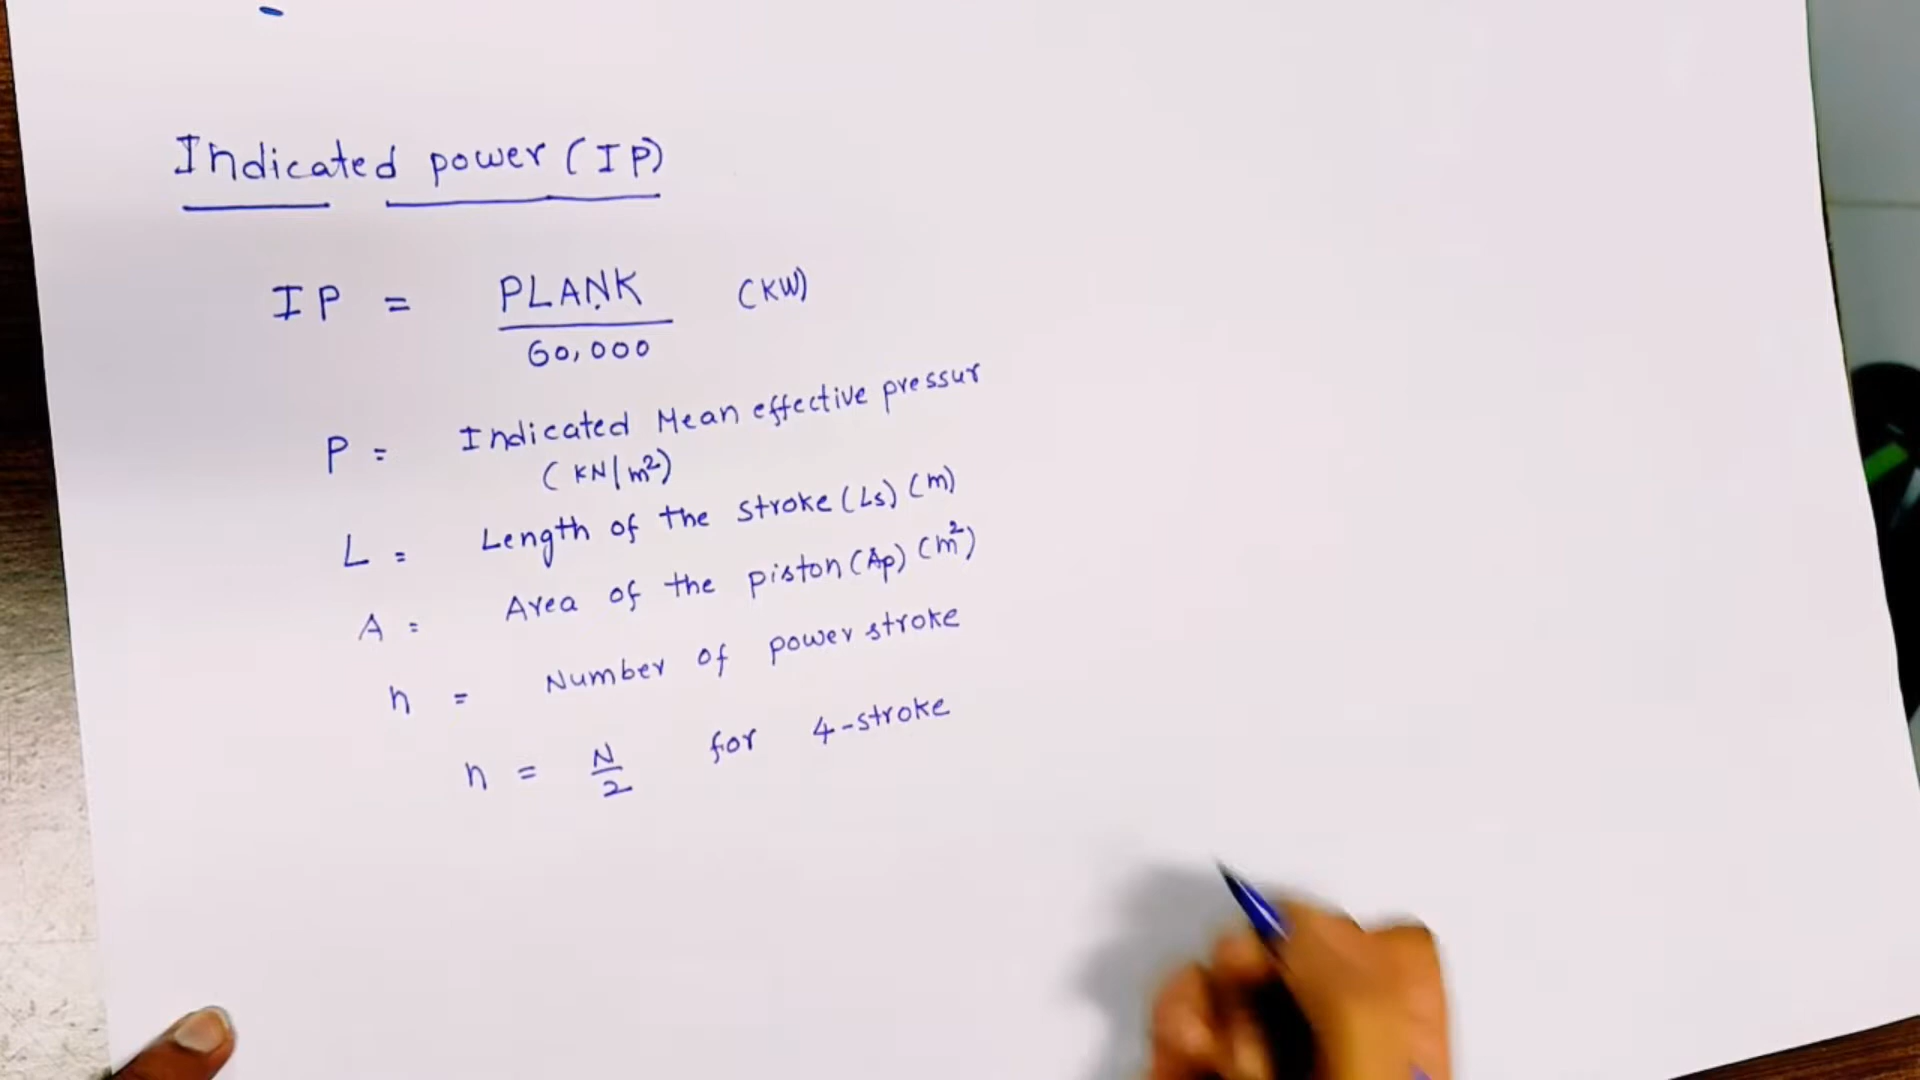 Indicated power (IP)
IP = PLANK / 60,000 (KW)
P = Indicated Mean effective pressur
(KN/m²)
L = Length of the stroke (Ls) (m)
A = Area of the piston (Ap) (m²)
n = Number of power stroke
n = N/2 for 4-stroke